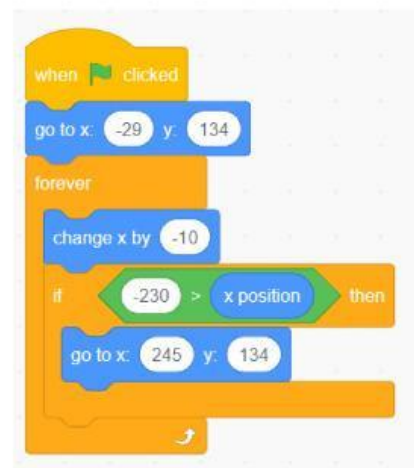 when clicked
go to x: -29 y: 134
forever
change x by -10
if -230 > x position then
go to x: 245 y: 134